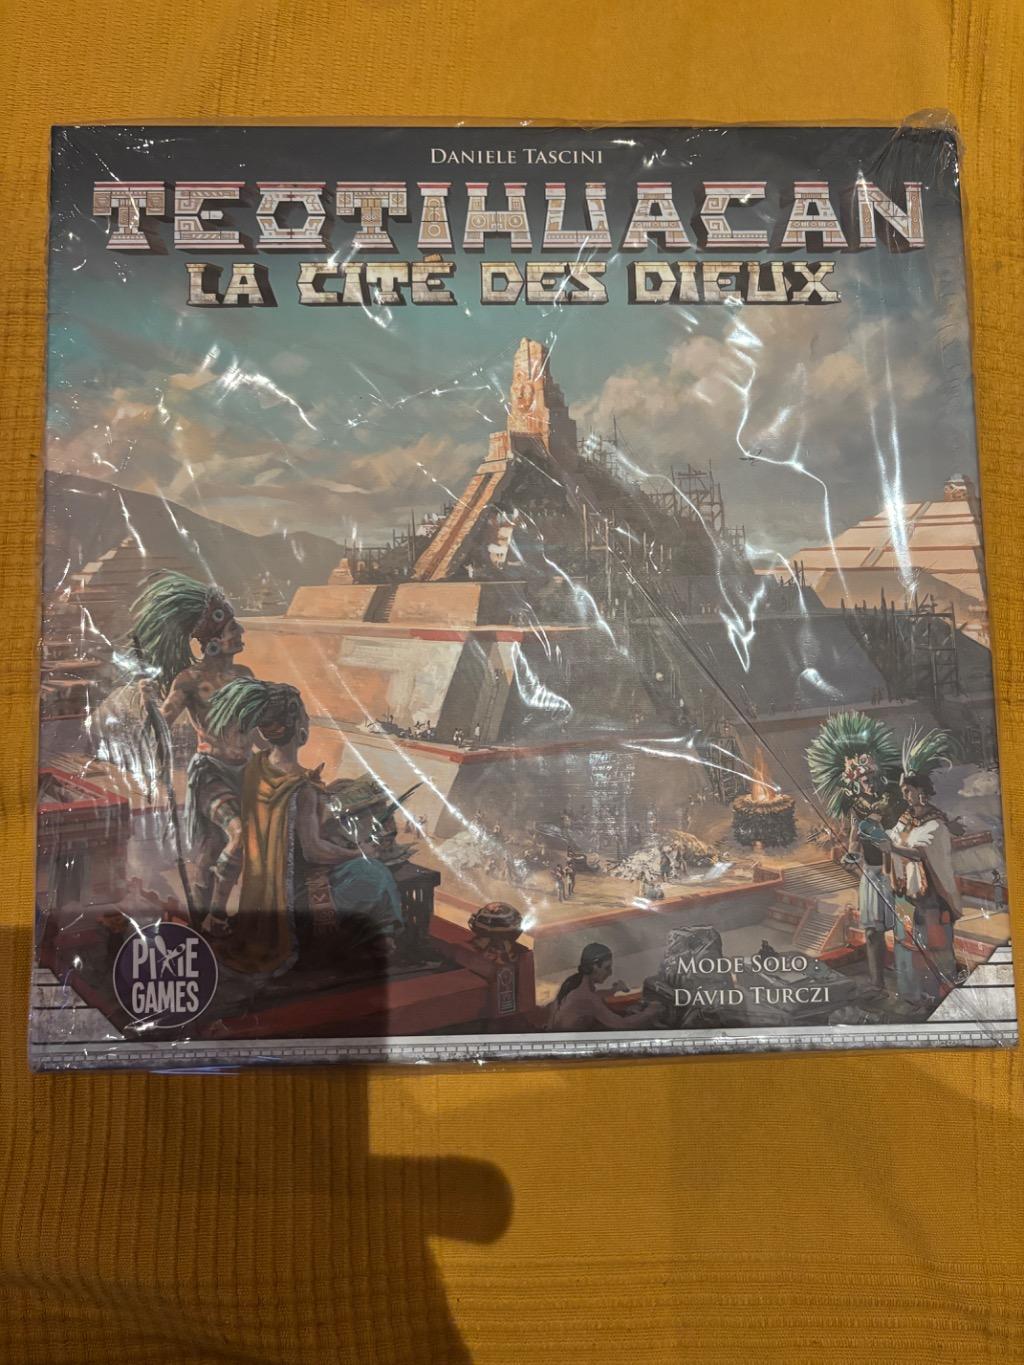 DANIELE TASCINI
TEOTIHUACAN
LA CITÉ DES DIEUX
PIXIE
GAMES
MODE SOLO :
DÁVID TURCZI